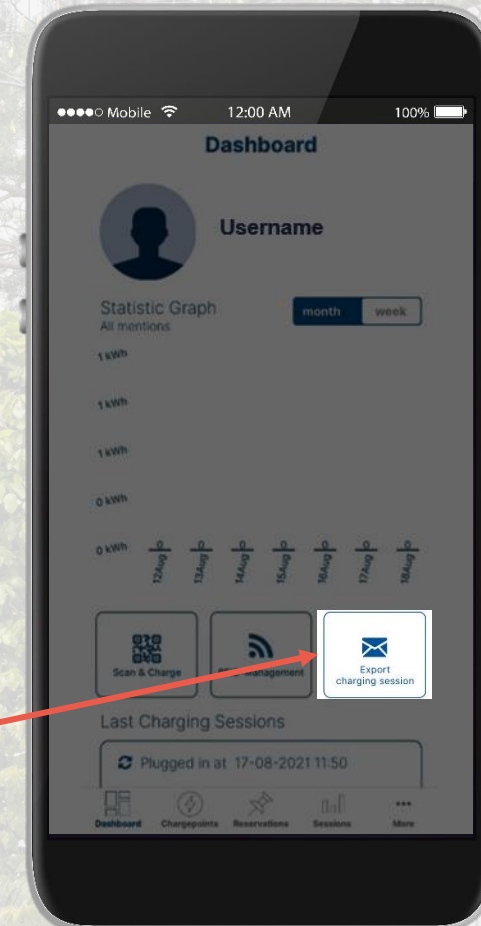 Mobile 12:00 AM 100%
Dashboard
Username
Statistic Graph
All mentions
month week
1 kWh
1 kWh
1 kWh
0 kWh
0 kWh
0 0 0 0 0 0 0
12Aug 13Aug 14Aug 15Aug 16Aug 17Aug 18Aug
Scan & Charge
Management
Export
charging session
Last Charging Sessions
Plugged in at 17-08-2021 11:50
Dashboard Chargepoints Reservations Sessions More